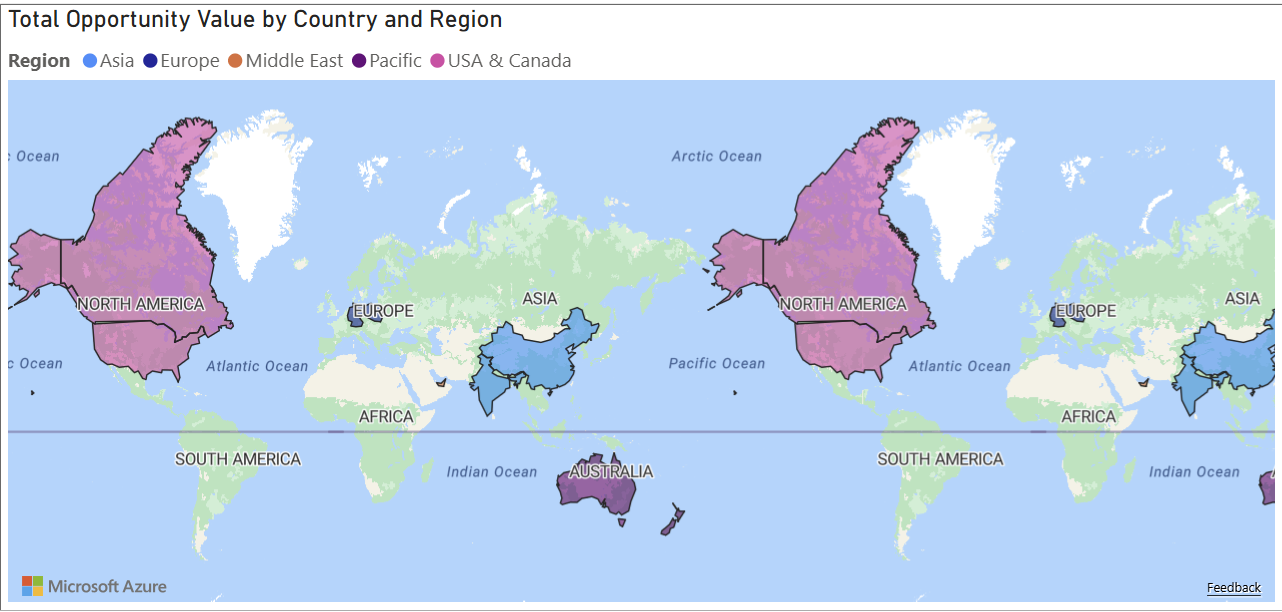 Total Opportunity Value by Country and Region
Region Asia Europe Middle East Pacific USA & Canada
c Ocean
Arctic Ocean
ASIA
ASIA
NORTH AMERICA
EUROPE
NORTH AMERICA
EUROPE
c Ocean
Atlantic Ocean
Pacific Ocean
Atlantic Ocean
AFRICA
AFRICA
SOUTH AMERICA
Indian Ocean
AUSTRALIA
SOUTH AMERICA
Indian Ocean
Microsoft Azure
Feedback